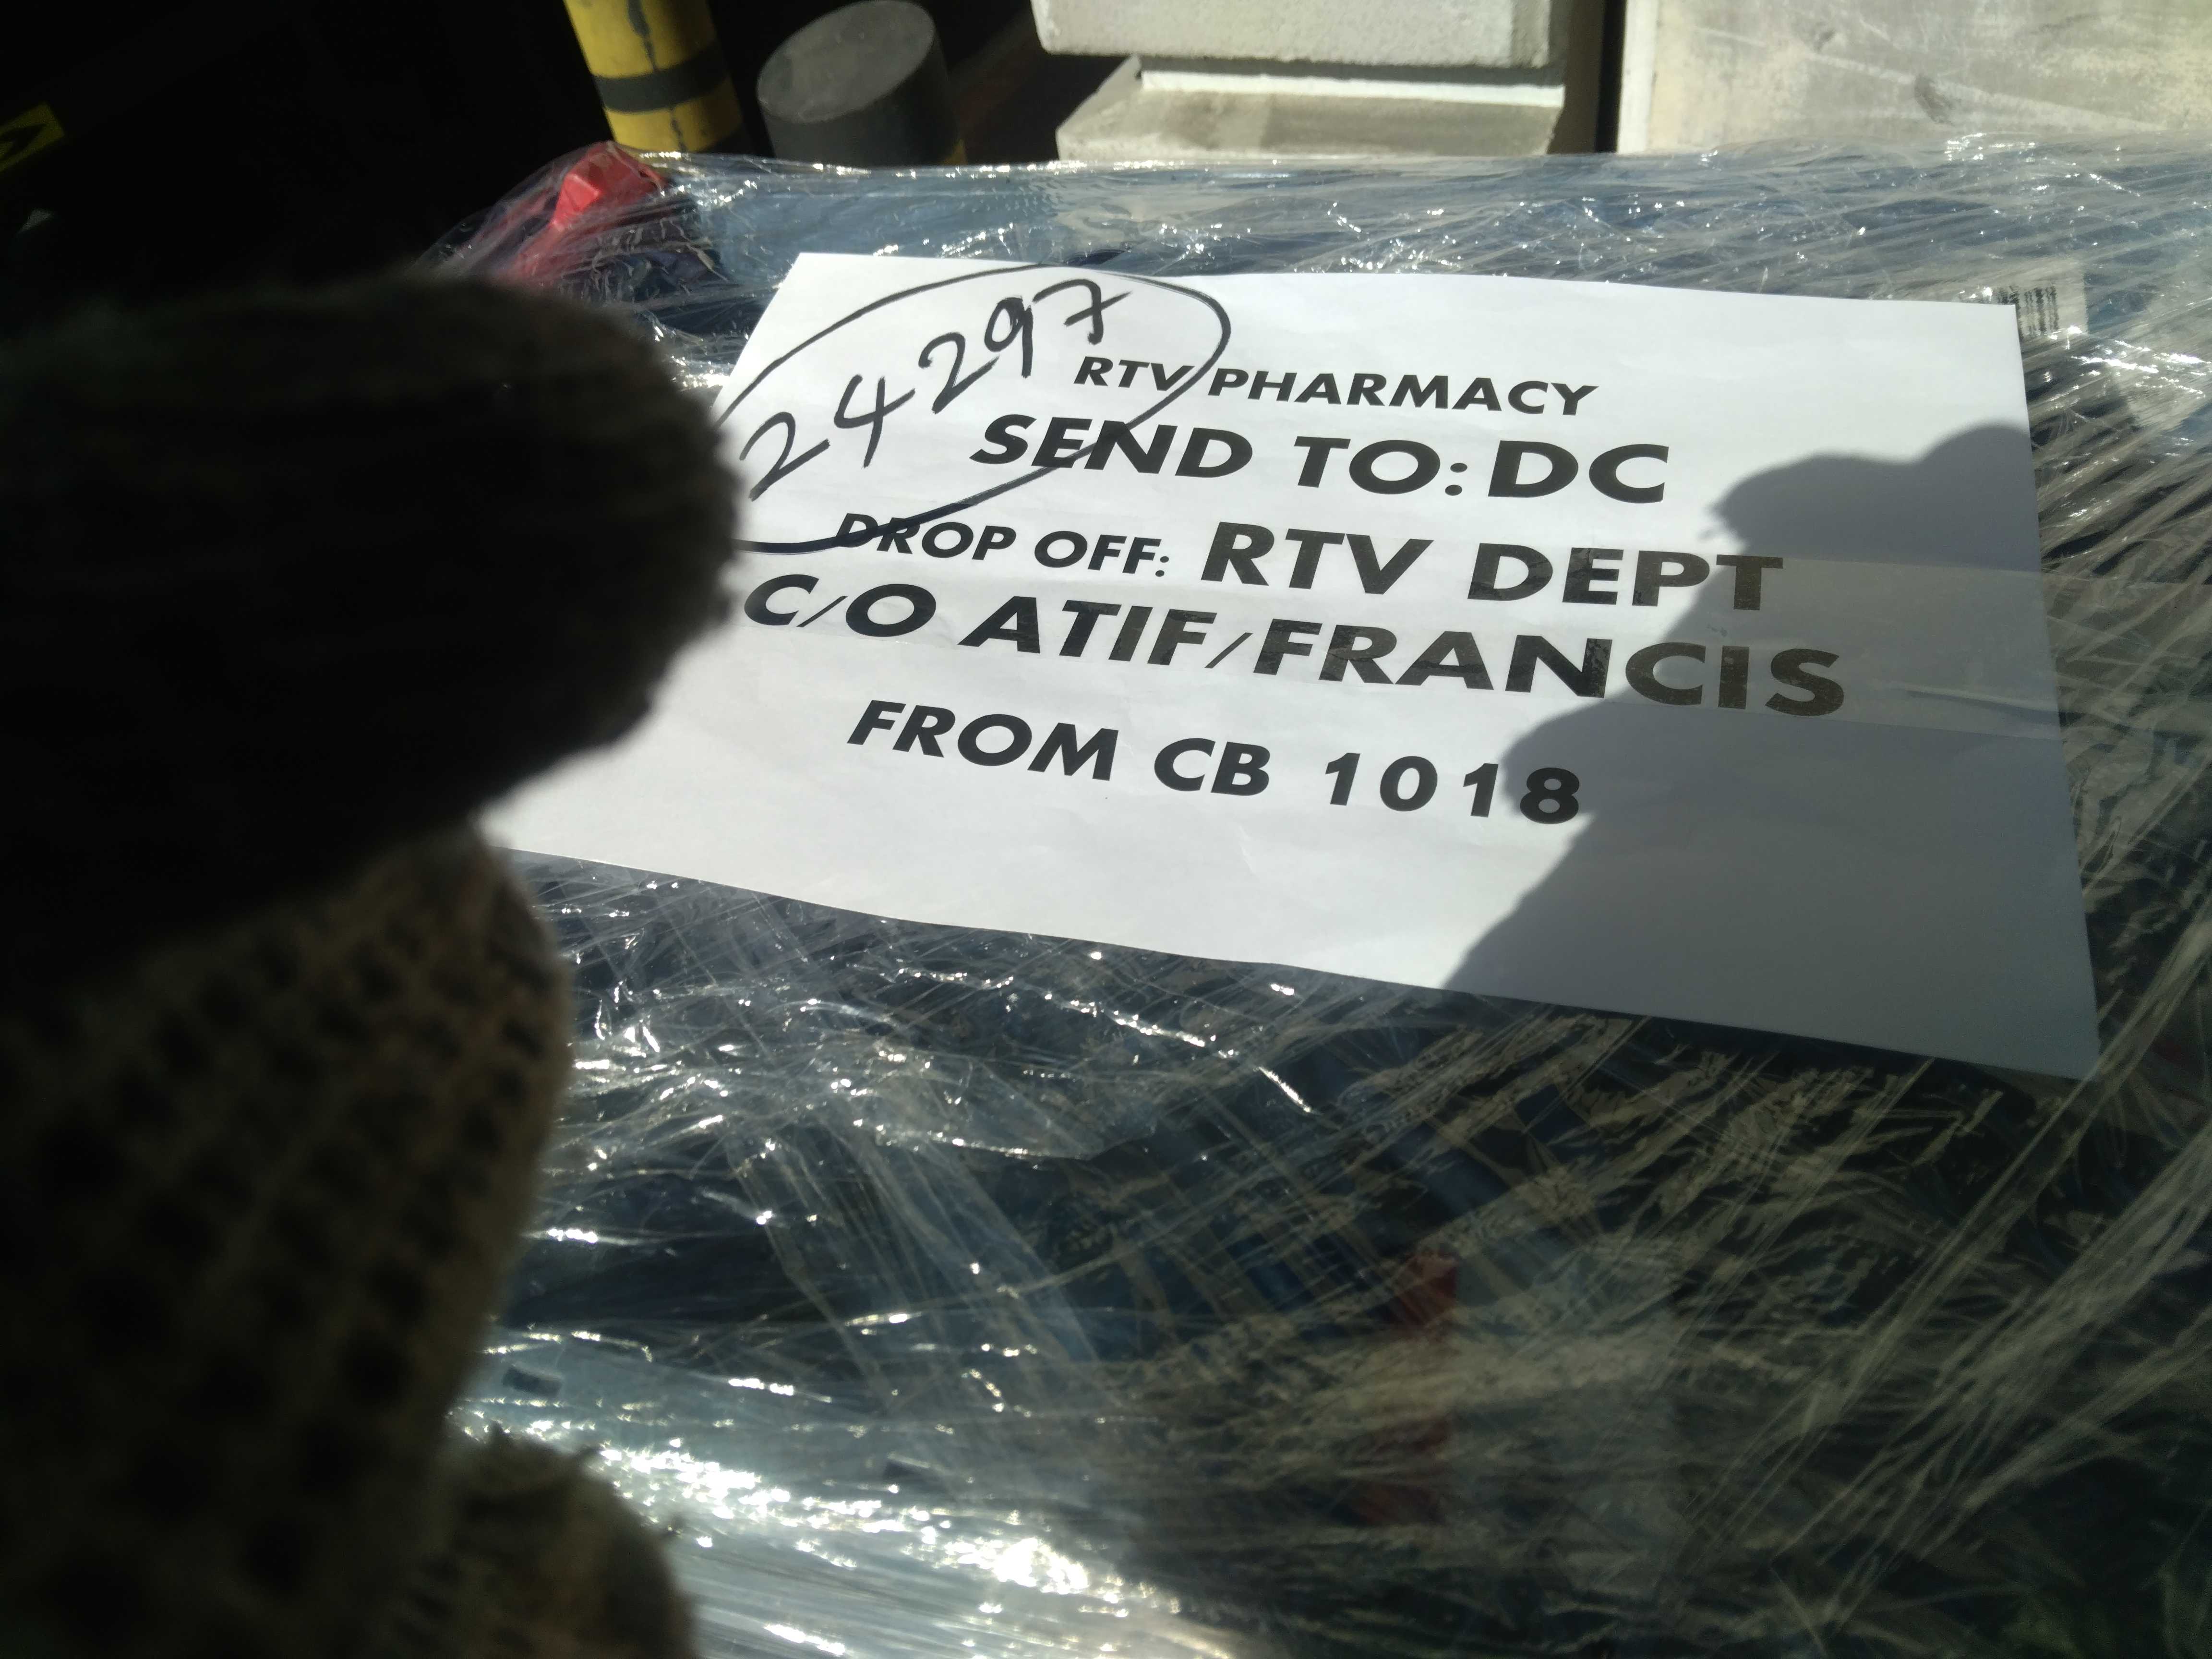 24297
RTV PHARMACY
SEND TO: DC
DROP OFF: RTV DEPT
C/O ATIF/FRANCIS
FROM CB 1018